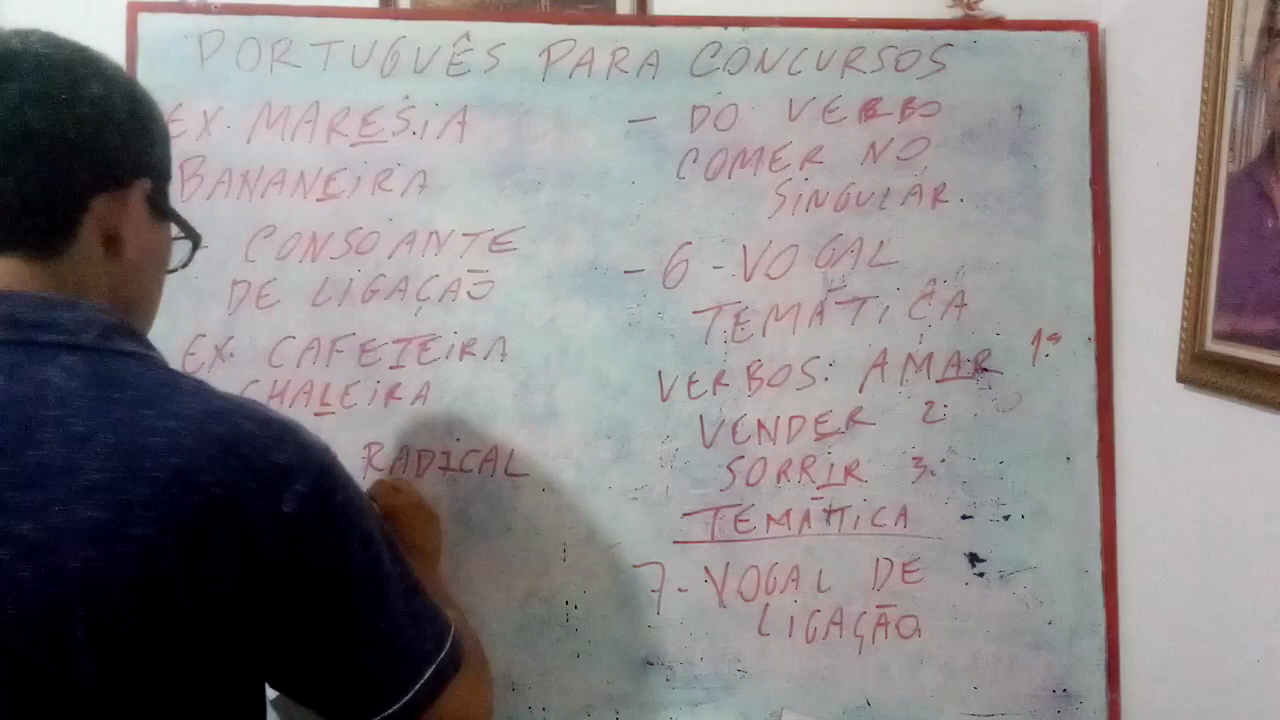 PORTUGUÊS PARA CONCURSOS
EX. MARESIA
BANANEIRA
CONSOANTE
DE LIGAÇÃO
EX. CAFETEIRA
CHALEIRA
RADICAL
- DO VERBO
COMER NO
SINGULAR.
- 6 - VOGAL
TEMÁTICA
VERBOS: AMAR 1ª
VENDER 2ª
SORRIR 3ª
TEMÁTICA
7 - VOGAL DE
LIGAÇÃO